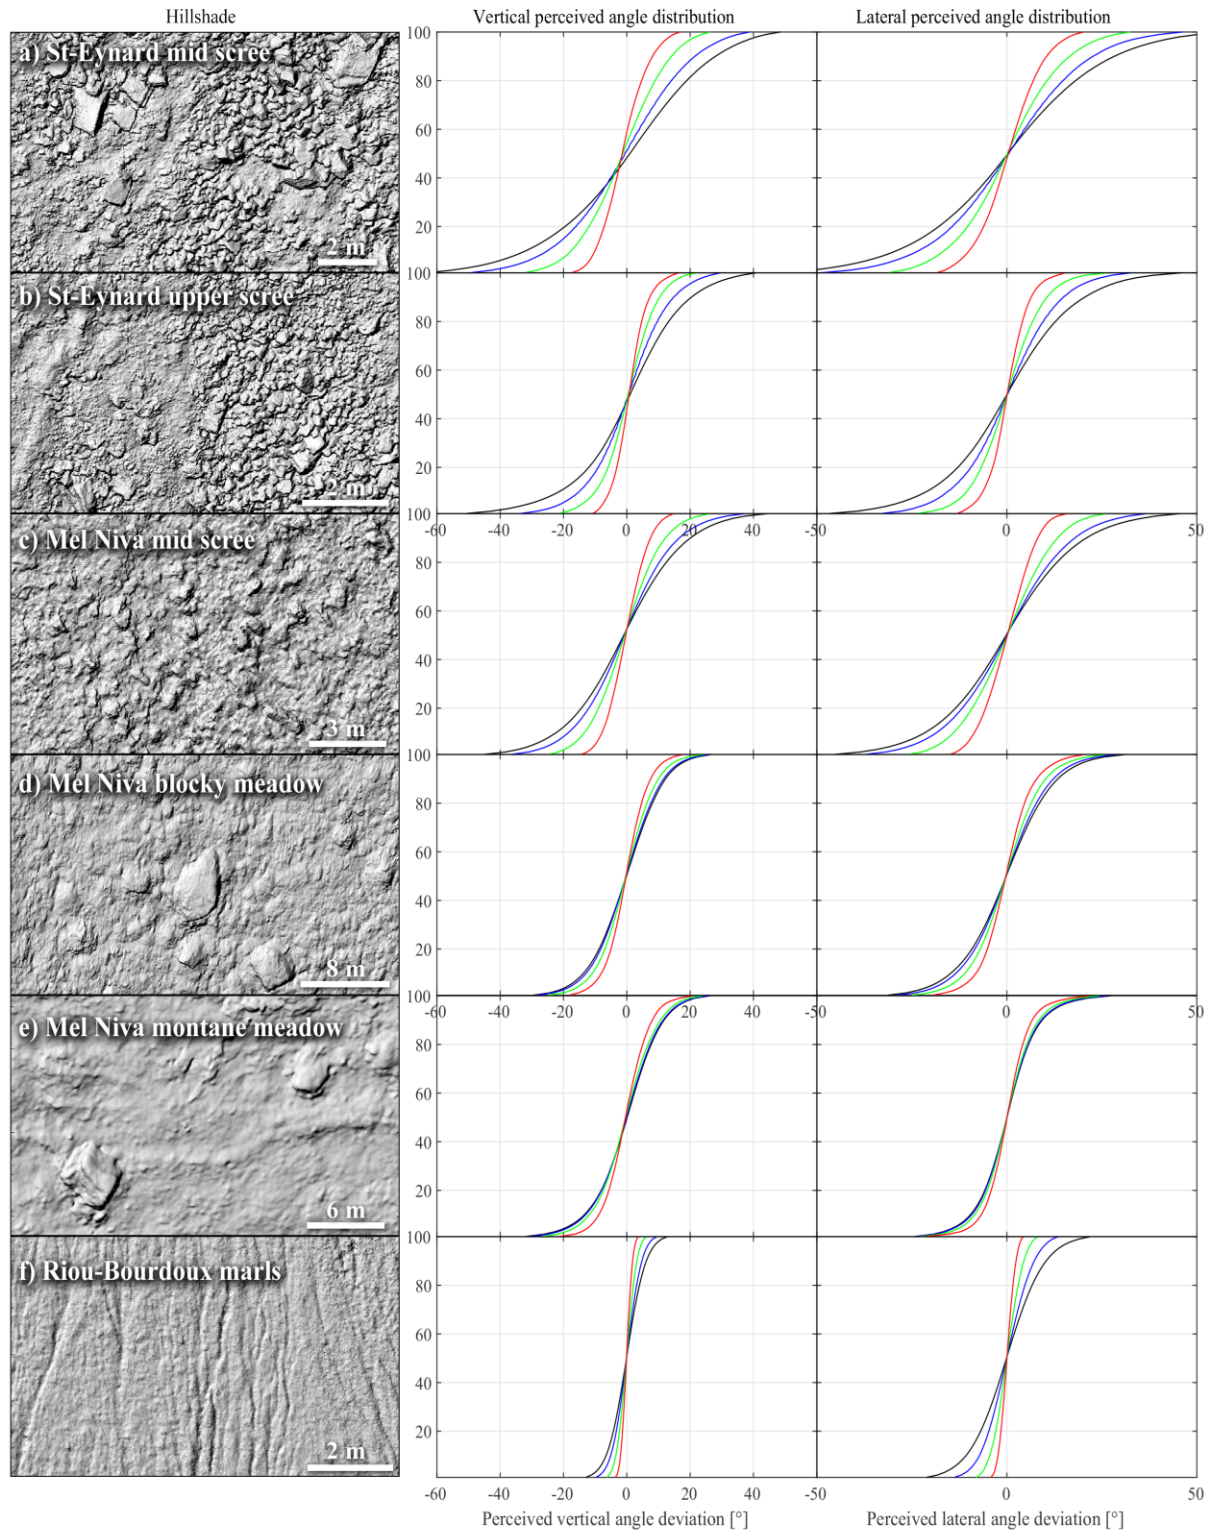 Hillshade
Vertical perceived angle distribution
Lateral perceived angle distribution
a) St-Eynard mid scree
2 m
100
80
60
40
20
b) St-Eynard upper scree
2 m
100
80
60
40
20
-60 -40 -20 0 20 40 60
-50 0 50
c) Mel Niva mid scree
3 m
100
80
60
40
20
d) Mel Niva blocky meadow
8 m
100
80
60
40
20
-60 -40 -20 0 20 40 60
-50 0 50
e) Mel Niva montane meadow
6 m
100
80
60
40
20
f) Riou-Bourdoux marls
2 m
100
80
60
40
20
-60 -40 -20 0 20 40 60
-50 0 50
Perceived vertical angle deviation [°]
Perceived lateral angle deviation [°]